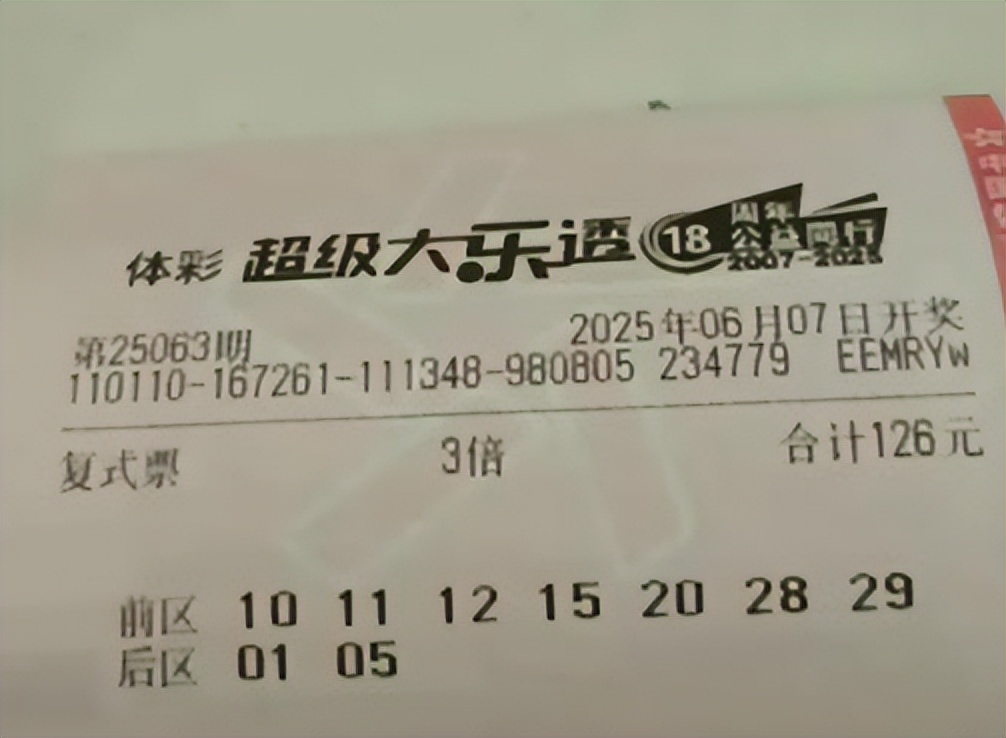 体彩 超级大乐透 18 周年 公益同行 2007-2025
第25063期 2025年06月07日开奖
110110-167261-111348-980805 234779 EEMRYw
复式票 3倍 合计126元
前区 10 11 12 15 20 28 29
后区 01 05